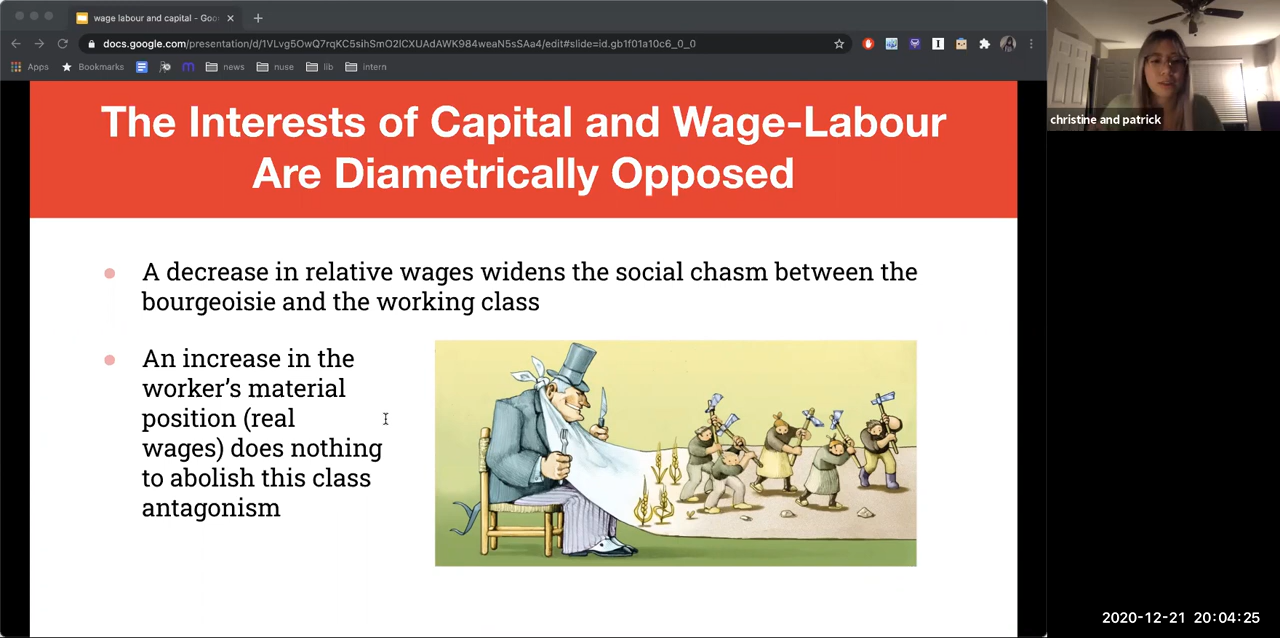 wage labour and capital - Goo
docs.google.com/presentation/d/1VLvg5OwQ7rqKC5sihSmO2lCXUAdAWK984weaN5sSAa4/edit#slide=id.gb1f01a10c6_0_0
Apps Bookmarks news nuse lib intern
The Interests of Capital and Wage-Labour
Are Diametrically Opposed
A decrease in relative wages widens the social chasm between the
bourgeoisie and the working class
An increase in the
worker's material
position (real
wages) does nothing
to abolish this class
antagonism
christine and patrick
2020-12-21 20:04:25